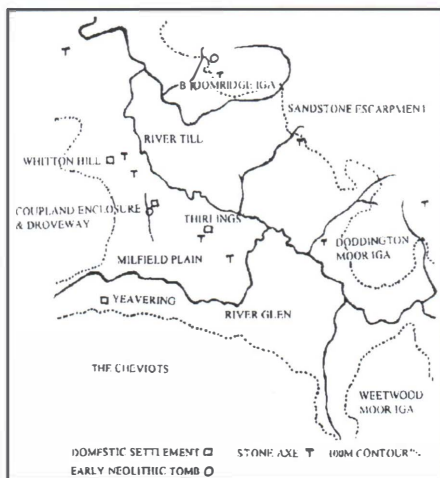 BROOMRIDGE IGA
SANDSTONE ESCARPMENT
RIVER TILL
WHITTON HILL
COUPLAND ENCLOSURE
& DROVEWAY
THIRLINGS
DODDINGTON
MOOR IGA
MILFIELD PLAIN
YEAVERING
RIVER GLEN
THE CHEVIOTS
WEETWOOD
MOOR IGA
DOMESTIC SETTLEMENT
STONE AXE
100M CONTOUR
EARLY NEOLITHIC TOMB